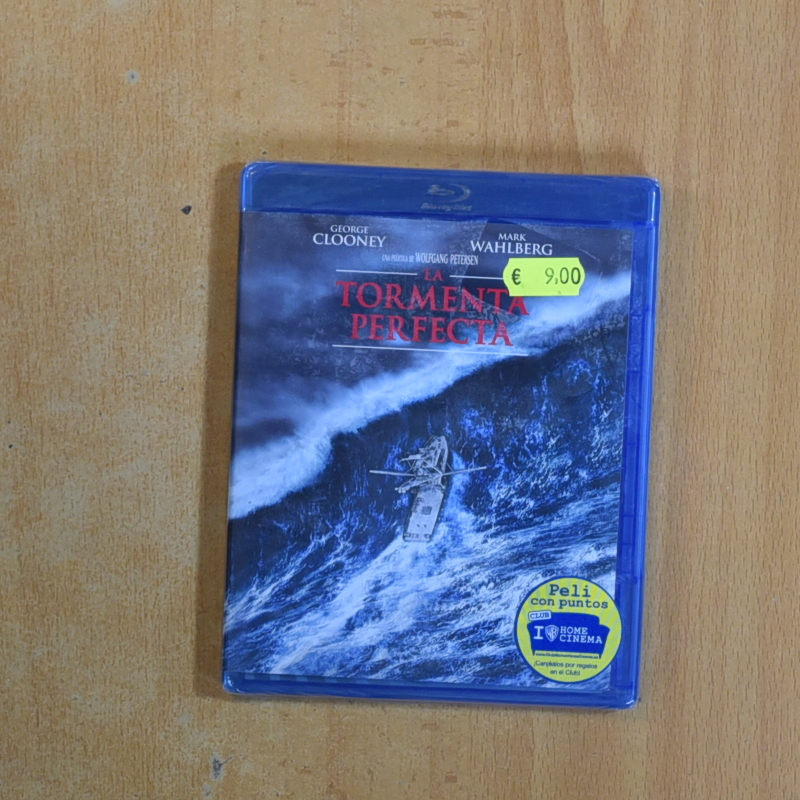 Blu-ray Disc
GEORGE
CLOONEY
MARK
WAHLBERG
UNA PELÍCULA DE WOLFGANG PETERSEN
€ 9,00
LA
TORMENTA
PERFECTA
Peli
con puntos
CLUB
I WB HOME
CINEMA
¡Canjéalos por regalos
en el Club!